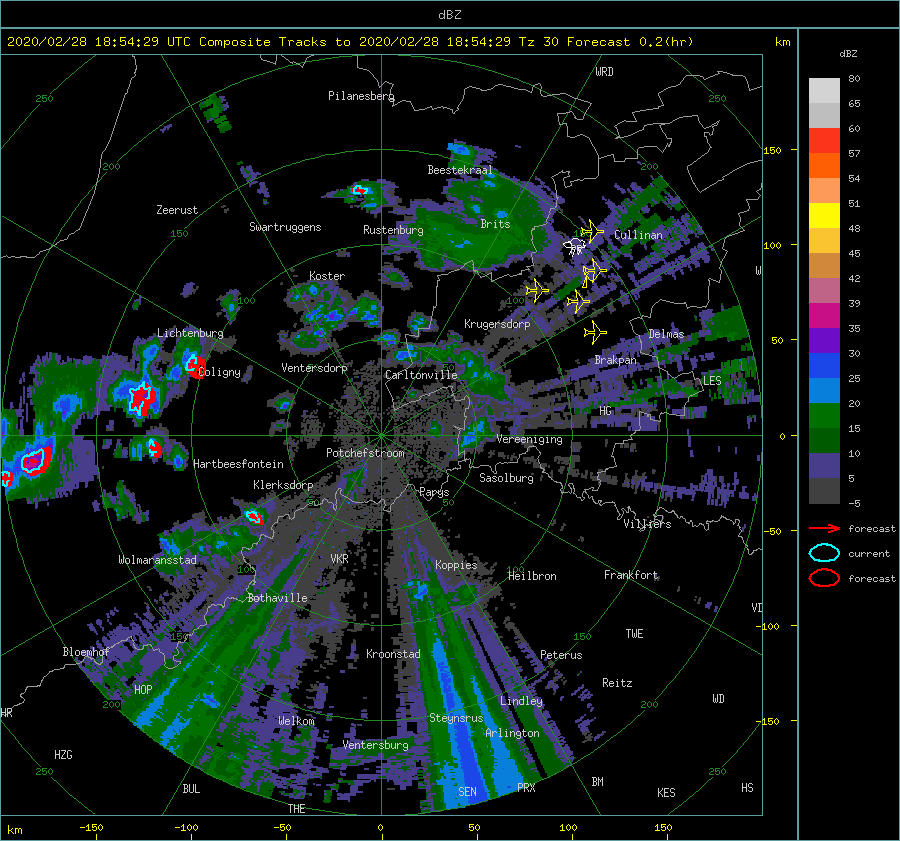 dBZ
2020/02/28 18:54:29 UTC Composite Tracks to 2020/02/28 18:54:29 Tz 30 Forecast 0.2(hr)
km
dBZ
WRD
80
Pilanesberg
250
250
65
60
150
57
Beestekraal
200
200
54
Zeerust
51
Swartruggens
Rustenburg
Brits
Cullinan
150
48
100
W
45
Koster
42
100
100
39
Krugersdorp
Lichtenburg
Delmas
35
50
30
Ventersdorp
Coligny
Carltonville
Brakpan
LES
25
HG
20
0
15
Vereeniging
Potchefstroom
10
Hartbeesfontein
Sasolburg
5
Klerksdorp
Parys
-5
50
50
Villiers
forecast
-50
Wolmaransstad
VKR
current
Koppies
100
100
Heilbron
Frankfort
forecast
Bothaville
VD
-100
150
150
TWE
Bloemhof
Kroonstad
Peterus
HOP
Reitz
WD
Lindley
200
200
HR
Welkom
Steynsrus
-150
Arlington
HZG
Ventersburg
250
250
BUL
SEN
PRX
BM
KES
HS
THE
km
-150
-100
-50
0
50
100
150